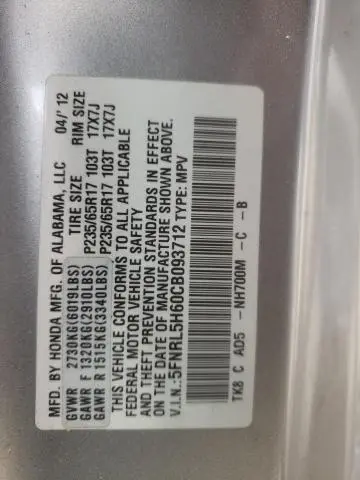 MFD. BY HONDA MFG. OF ALABAMA, LLC 04/'12
TIRE SIZE RIM SIZE
GVWR 2730KG(6019LBS)
GAWR F 1320KG(2910LBS) P235/65R17 103T 17X7J
GAWR R 1515KG(3340LBS) P235/65R17 103T 17X7J
THIS VEHICLE CONFORMS TO ALL APPLICABLE
FEDERAL MOTOR VEHICLE SAFETY
AND THEFT PREVENTION STANDARDS IN EFFECT
ON THE DATE OF MANUFACTURE SHOWN ABOVE.
V.I.N.:5FNRL5H60CB093712 TYPE: MPV
TK8 C AD5 -NH700M -C -B